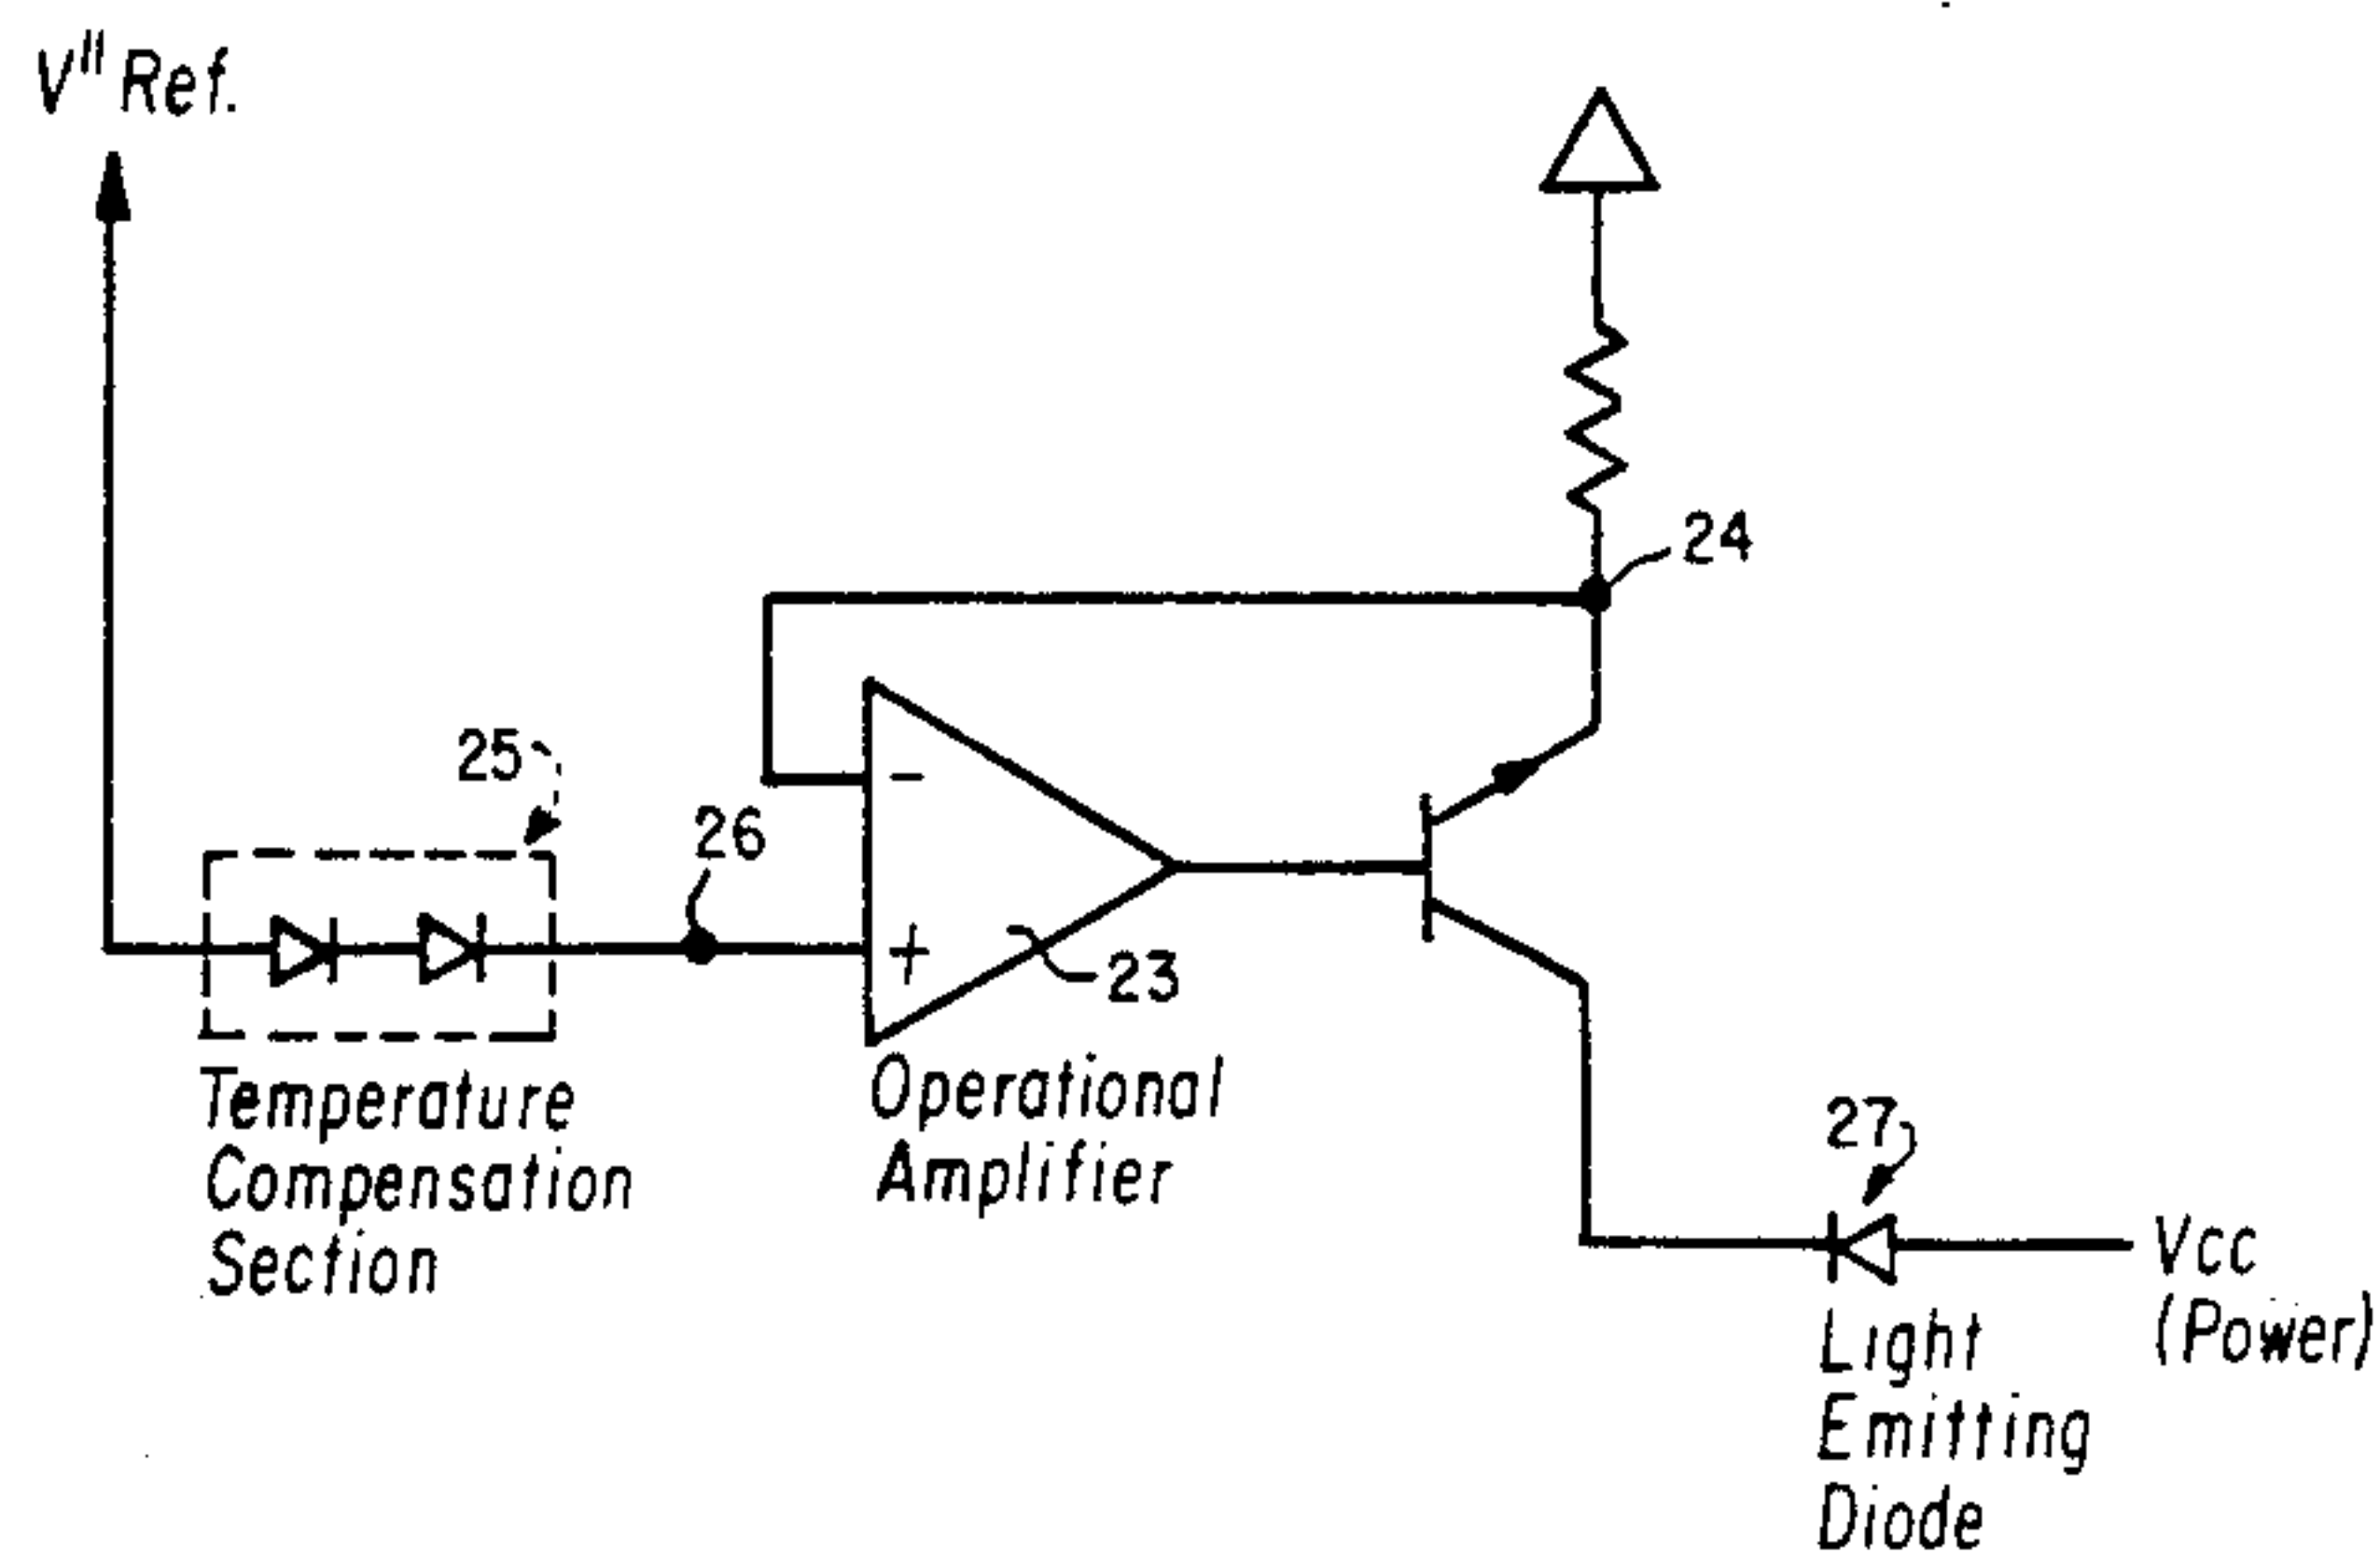 V" Ref.
24
25
26
-
+
23
Operational
Amplifier
Temperature
Compensation
Section
27
Vcc
(Power)
Light
Emitting
Diode